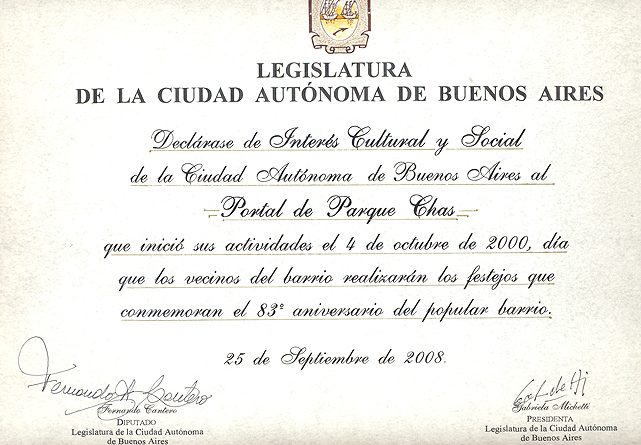 LEGISLATURA
DE LA CIUDAD AUTÓNOMA DE BUENOS AIRES
Declárase de Interés Cultural y Social
de la Ciudad Autónoma de Buenos Aires al
Portal de Parque Chas
que inició sus actividades el 4 de octubre de 2000, día
que los vecinos del barrio realizarán los festejos que
conmemoran el 83º aniversario del popular barrio.
25 de Septiembre de 2008.
Fernando A Cantero
Fernando Cantero
DIPUTADO
Legislatura de la Ciudad Autónoma
de Buenos Aires
Gabriela Michetti
PRESIDENTA
Legislatura de la Ciudad Autónoma
de Buenos Aires